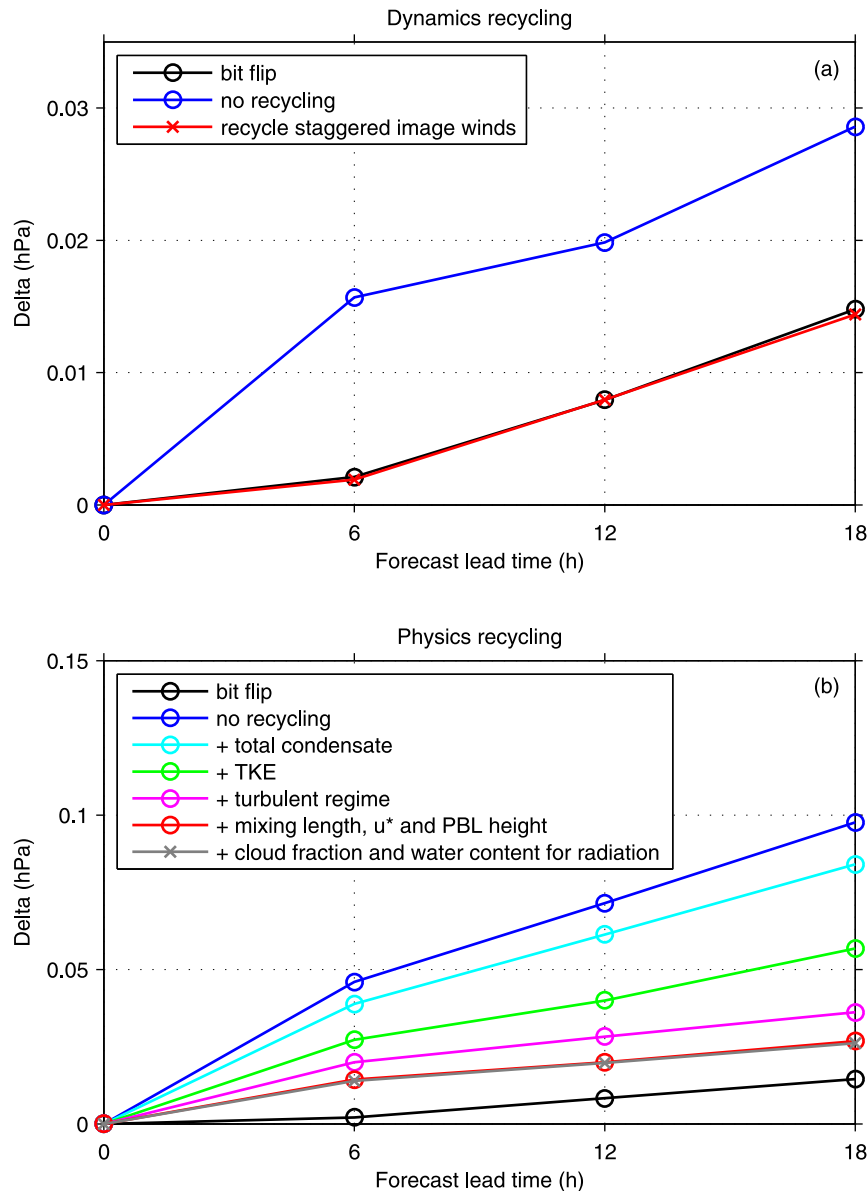 Dynamics recycling
(a)
bit flip
no recycling
recycle staggered image winds
0.03
0.02
0.01
0
Delta (hPa)
0 6 12 18
Forecast lead time (h)
Physics recycling
(b)
bit flip
no recycling
+ total condensate
+ TKE
+ turbulent regime
+ mixing length, u* and PBL height
+ cloud fraction and water content for radiation
0.15
0.1
0.05
0
Delta (hPa)
0 6 12 18
Forecast lead time (h)